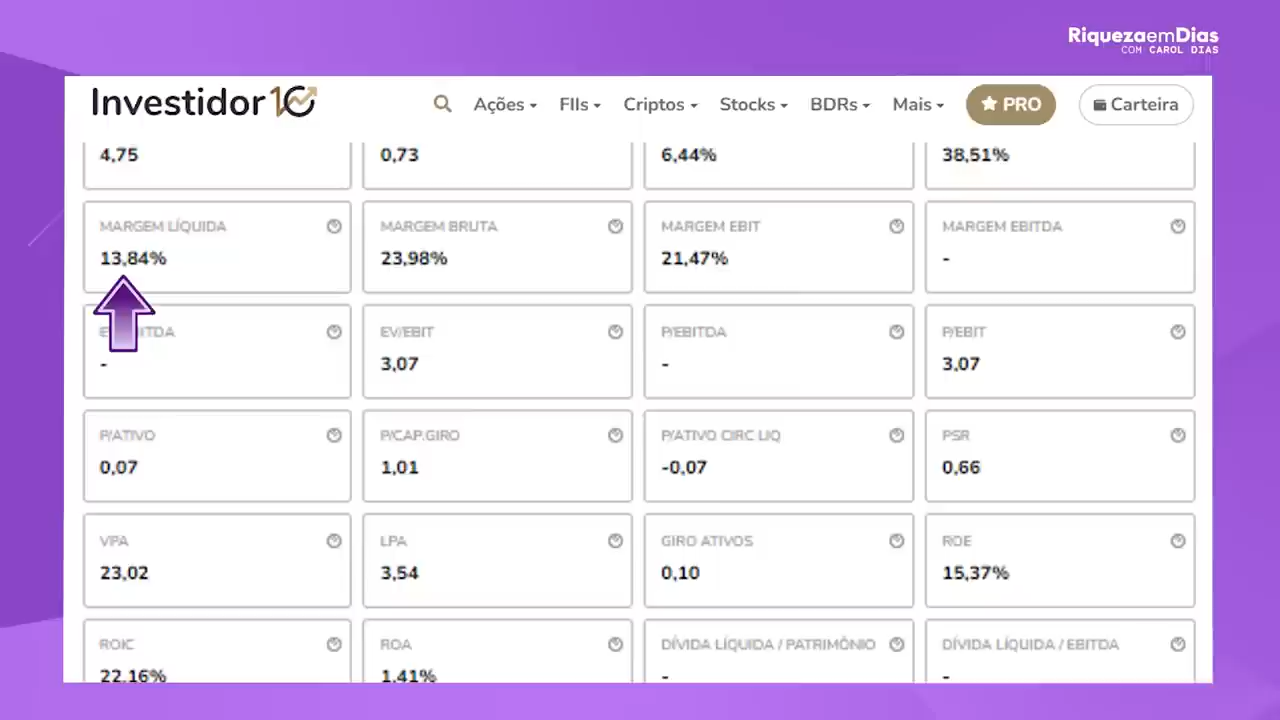 RiquezaemDias
COM CAROL DIAS
Investidor10
Ações
FIIs
Criptos
Stocks
BDRs
Mais
PRO
Carteira
4,75
0,73
6,44%
38,51%
MARGEM LÍQUIDA
MARGEM BRUTA
MARGEM EBIT
MARGEM EBITDA
13,84%
23,98%
21,47%
-
EV/EBIT
P/EBITDA
P/EBIT
-
3,07
-
3,07
P/ATIVO
P/CAP.GIRO
P/ATIVO CIRC LIQ
PSR
0,07
1,01
-0,07
0,66
VPA
LPA
GIRO ATIVOS
ROE
23,02
3,54
0,10
15,37%
ROIC
ROA
DÍVIDA LÍQUIDA / PATRIMÔNIO
DÍVIDA LÍQUIDA / EBITDA
22,16%
1,41%
-
-